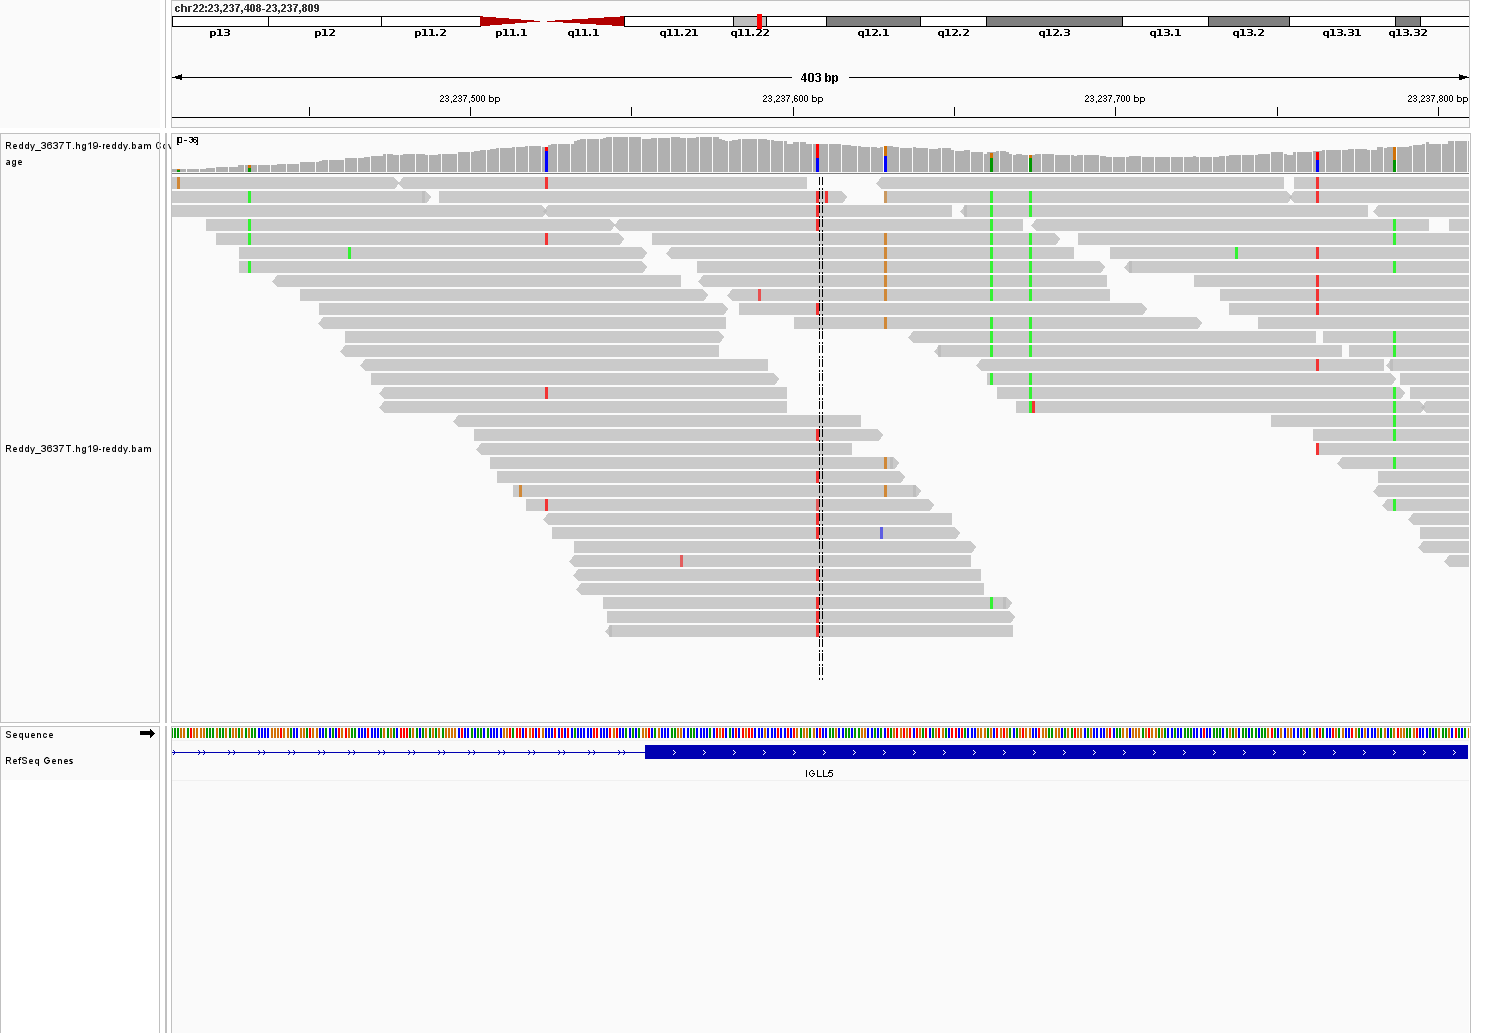 chr22:23,237,408-23,237,809
p13 p12 p11.2 p11.1 q11.1 q11.21 q11.22 q12.1 q12.2 q12.3 q13.1 q13.2 q13.31 q13.32
403 bp
23,237,500 bp 23,237,600 bp 23,237,700 bp 23,237,800 bp
[0-36]
Reddy_3637T.hg19-reddy.bam Cov
age
Reddy_3637T.hg19-reddy.bam
Sequence
RefSeq Genes
IGLL5